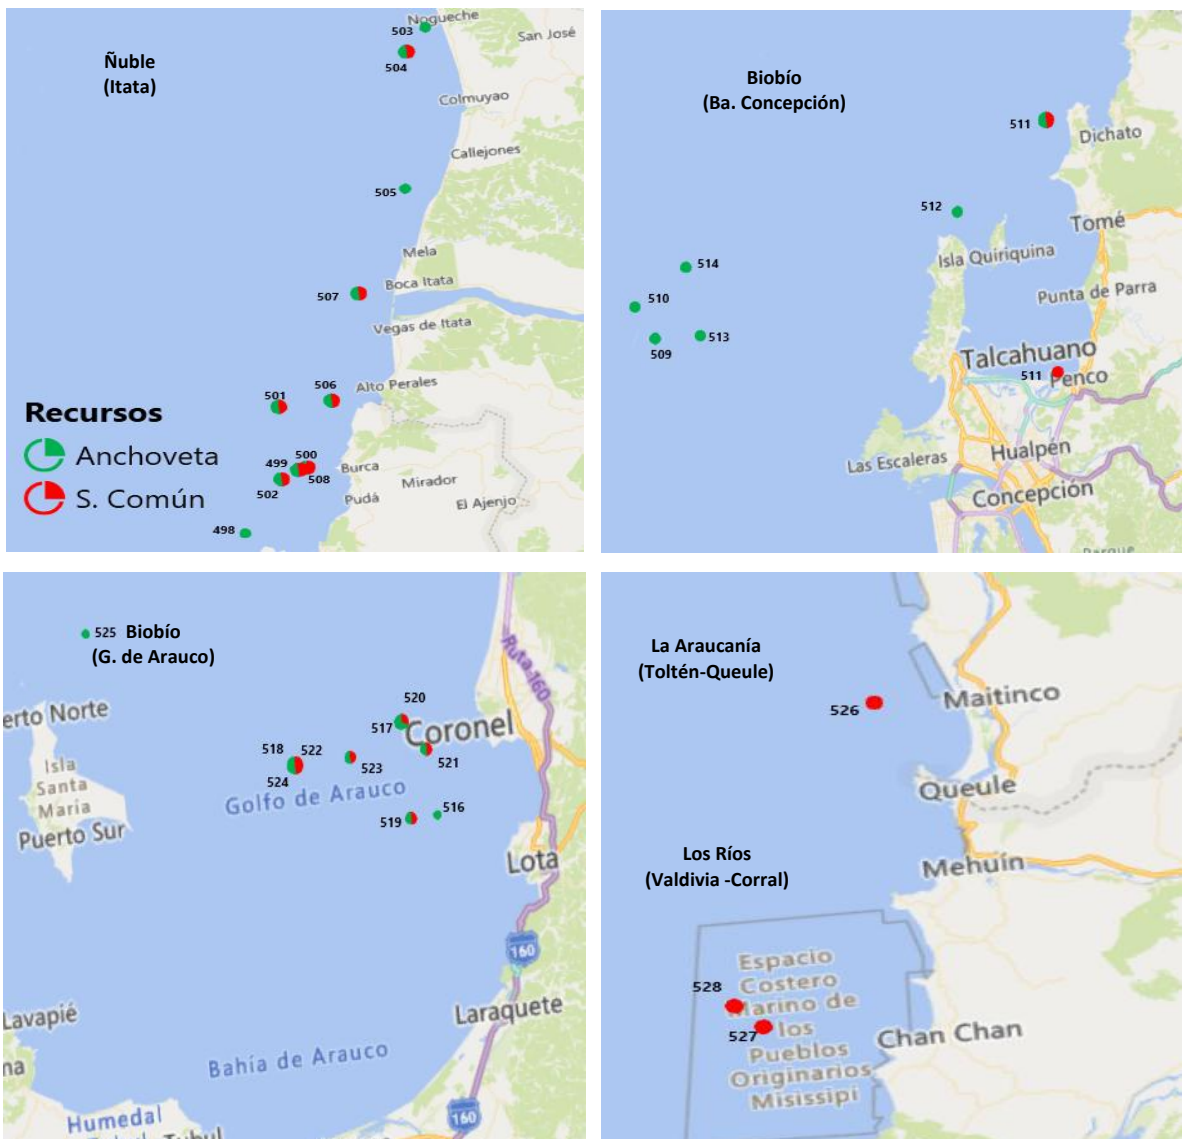 Nogueche
503
San José
504
Ñuble
(Itata)
Colmuyao
Callejones
505
Mela
Boca Itata
507
Vegas de Itata
506
Alto Perales
501
Recursos
Anchoveta
S. Común
499
500
508
502
Burca
Mirador
Pudá
El Ajenjo
498
Biobío
(Ba. Concepción)
511
Dichato
512
Tomé
Isla Quiriquina
514
510
Punta de Parra
513
509
Talcahuano
511
Penco
Hualpén
Las Escaleras
Concepción
Parque
525
Biobío
(G. de Arauco)
erto Norte
520
517
Coronel
Ruta 160
518
522
521
523
524
Isla
Santa
María
Golfo de Arauco
Puerto Sur
519
516
Lota
160
Lavapié
Laraquete
na
Bahía de Arauco
Humedal
Tubul
160
La Araucanía
(Toltén-Queule)
Maitinco
526
Queule
Los Ríos
(Valdivia -Corral)
Mehuín
Espacio
Costero
Marino de
los
Pueblos
Originarios
Misissipi
528
527
Chan Chan